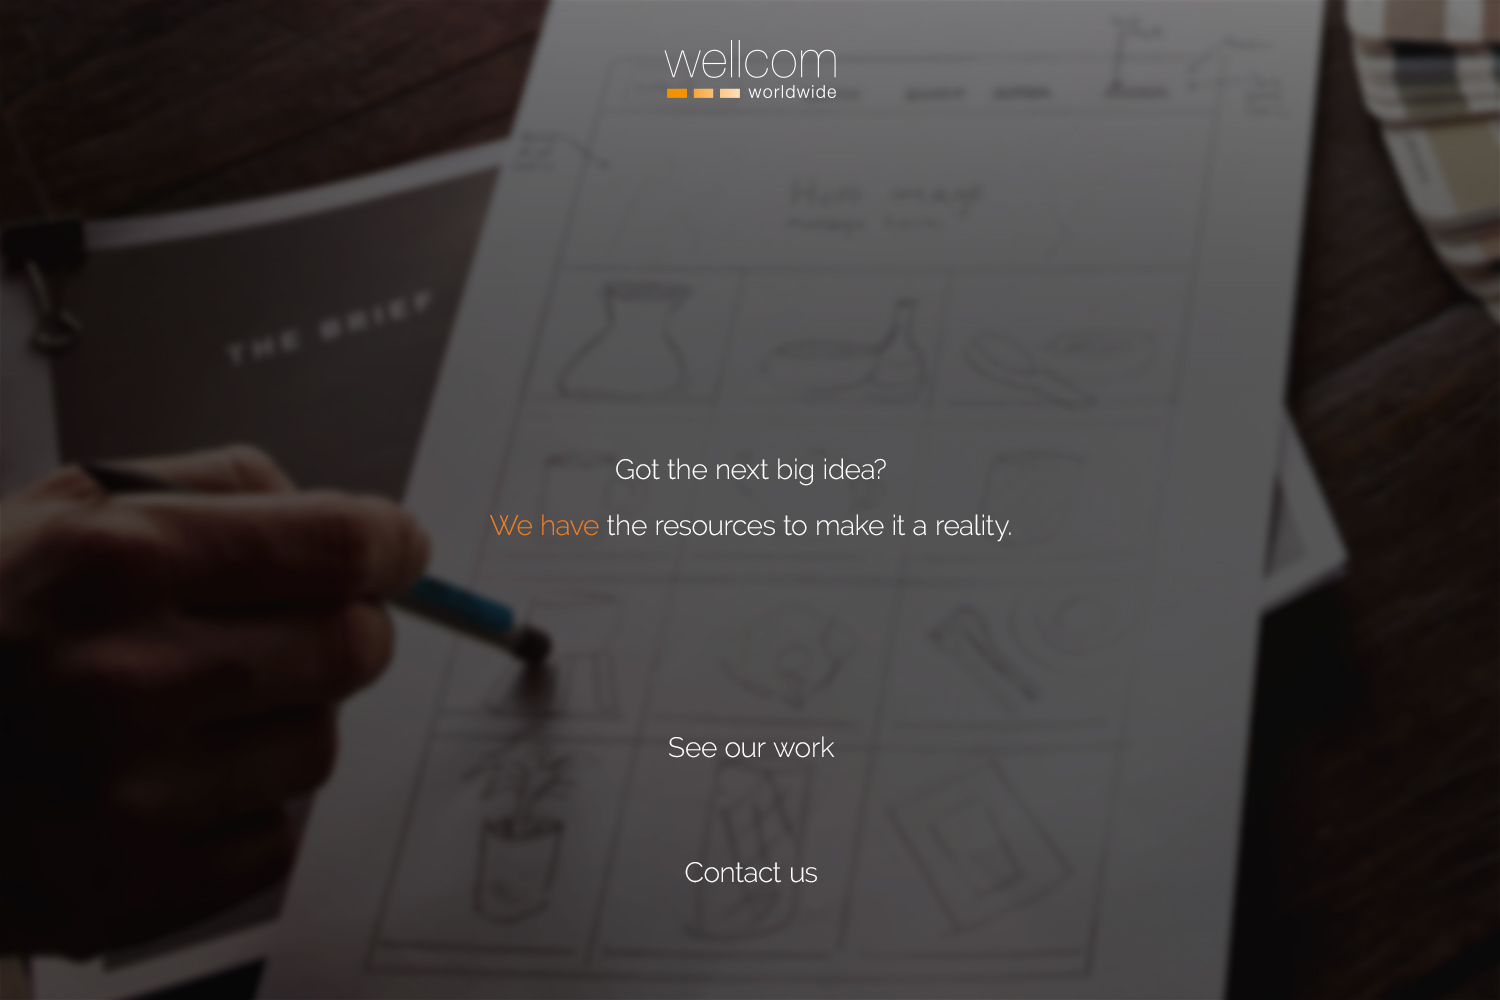 wellcom
worldwide
THE BRIEF
Got the next big idea?
We have the resources to make it a reality.
See our work
Contact us